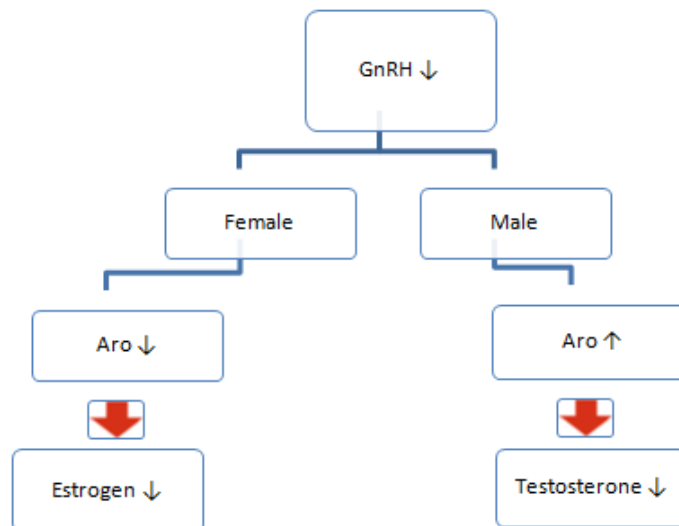 GnRH ↓
Female
Male
Aro ↓
Aro ↑
Estrogen ↓
Testosterone ↓